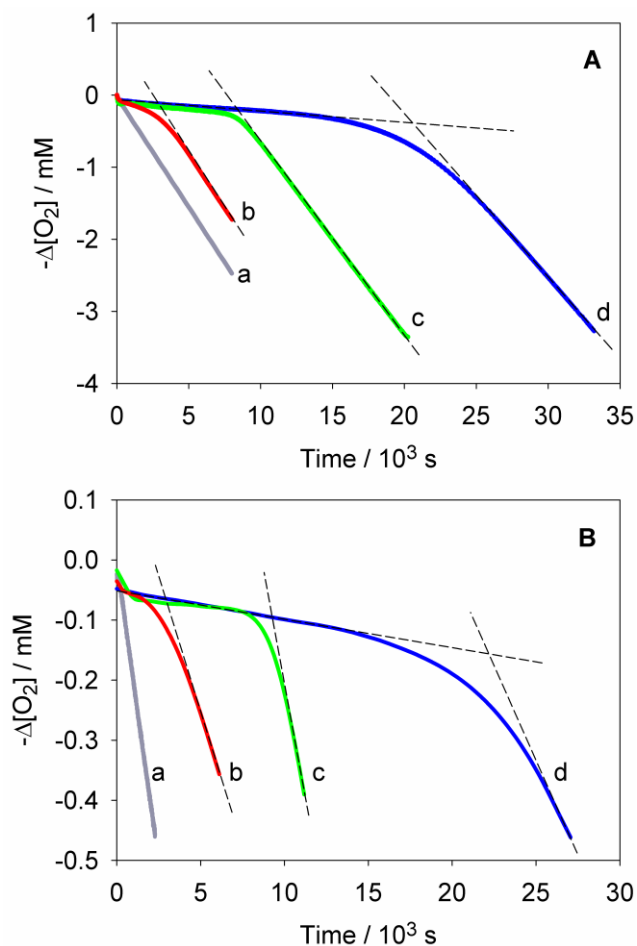 A
1
0
-1
-2
-3
-4
-Δ[O₂] / mM
a
b
c
d
0 5 10 15 20 25 30 35
Time / 10³ s
B
0.1
0.0
-0.1
-0.2
-0.3
-0.4
-0.5
-Δ[O₂] / mM
a
b
c
d
0 5 10 15 20 25 30
Time / 10³ s